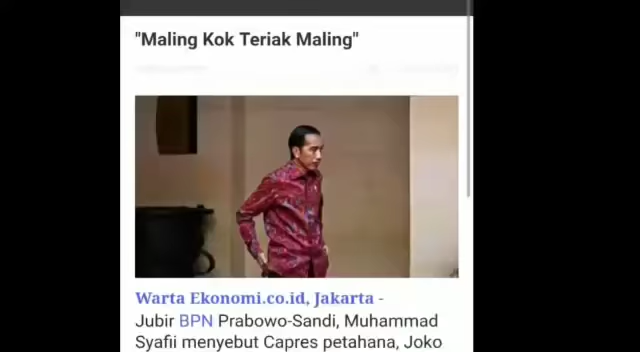 "Maling Kok Teriak Maling"
Warta Ekonomi.co.id, Jakarta -
Jubir BPN Prabowo-Sandi, Muhammad
Syafii menyebut Capres petahana, Joko